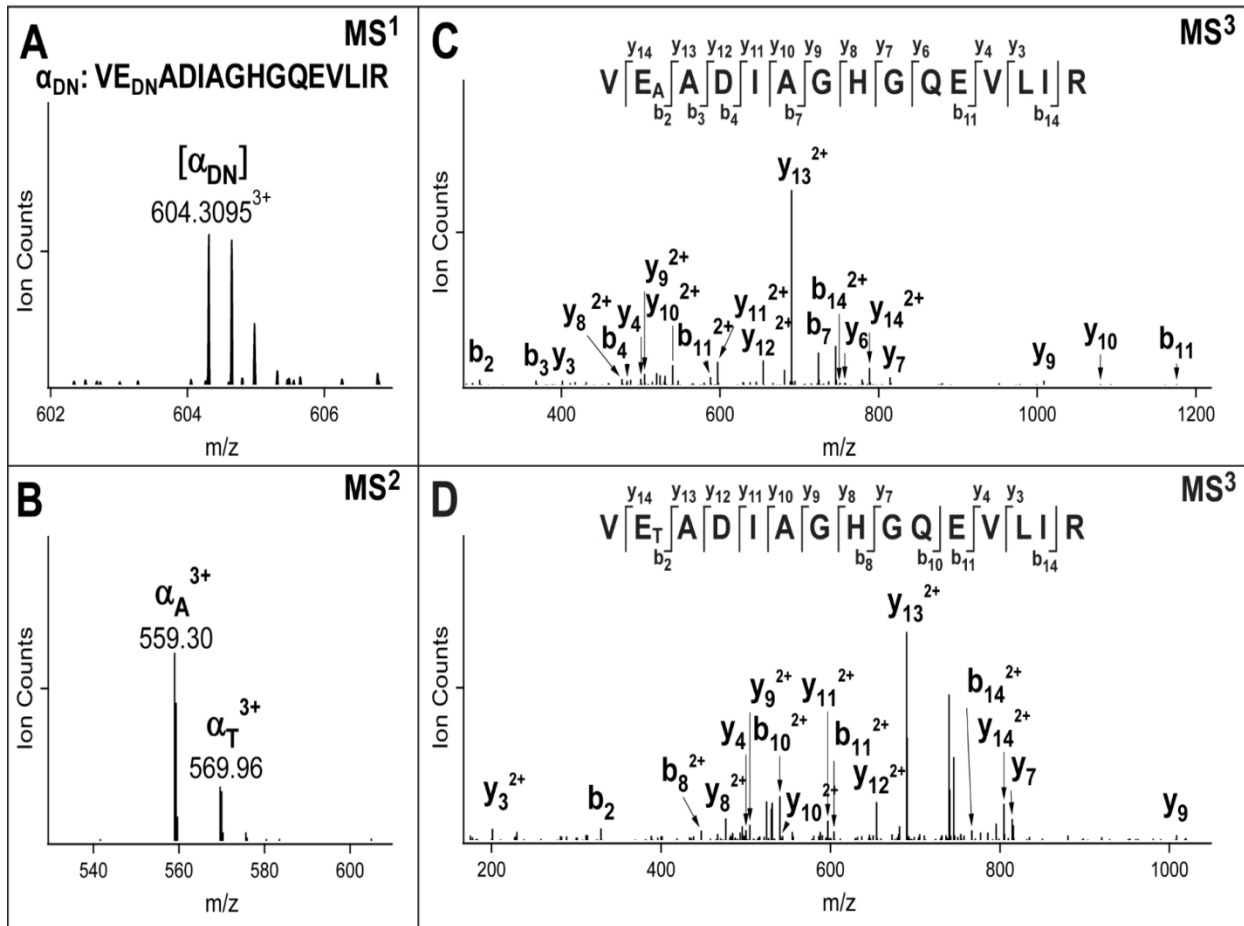 A
MS¹
α_DN: VE_DNADIAGHGQEVLIR
[α_DN]
604.3095³⁺
Ion Counts
602
604
606
m/z
B
MS²
α_A³⁺
559.30
α_T³⁺
569.96
Ion Counts
540
560
580
600
m/z
C
MS³
y₁₄ y₁₃ y₁₂ y₁₁ y₁₀ y₉ y₈ y₇ y₆ y₄ y₃
V E_A A D I A G H G Q E V L I R
b₂ b₃ b₄ b₇ b₁₁ b₁₄
y₁₃²⁺
y₉²⁺
b₁₄²⁺
y₈²⁺ y₄ y₁₀²⁺ y₁₁²⁺ y₁₄²⁺
b₄ b₁₁²⁺ y₁₂²⁺ b₇ y₆
b₂ b₃ y₃ y₇ y₉ y₁₀ b₁₁
Ion Counts
400
600
800
1000
1200
m/z
D
MS³
y₁₄ y₁₃ y₁₂ y₁₁ y₁₀ y₉ y₈ y₇ y₄ y₃
V E_T A D I A G H G Q E V L I R
b₂ b₈ b₁₀ b₁₁ b₁₄
y₁₃²⁺
y₉²⁺ y₁₁²⁺ b₁₄²⁺
y₄ b₁₀²⁺ b₁₁²⁺ y₁₄²⁺
b₈²⁺ y₈²⁺ y₁₂²⁺ y₇
y₃²⁺ b₂ y₁₀²⁺ y₉
Ion Counts
200
400
600
800
1000
m/z